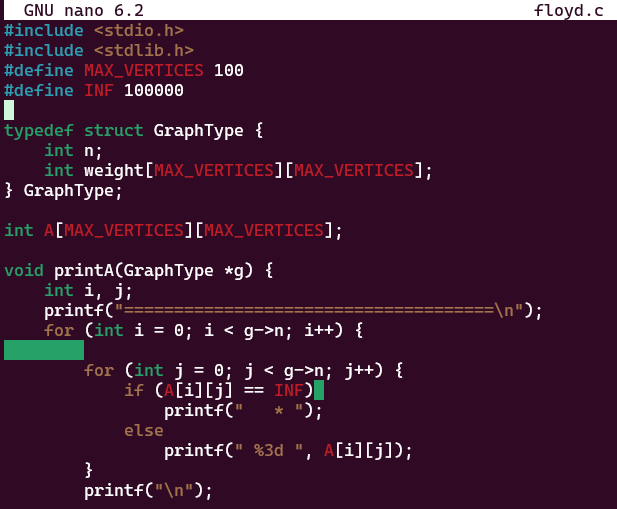 GNU nano 6.2 floyd.c
#include <stdio.h>
#include <stdlib.h>
#define MAX_VERTICES 100
#define INF 100000
typedef struct GraphType {
    int n;
    int weight[MAX_VERTICES][MAX_VERTICES];
} GraphType;
int A[MAX_VERTICES][MAX_VERTICES];
void printA(GraphType *g) {
    int i, j;
    printf("=====================================\n");
    for (int i = 0; i < g->n; i++) {
        for (int j = 0; j < g->n; j++) {
            if (A[i][j] == INF)
                printf("   * ");
            else
                printf(" %3d ", A[i][j]);
        }
        printf("\n");